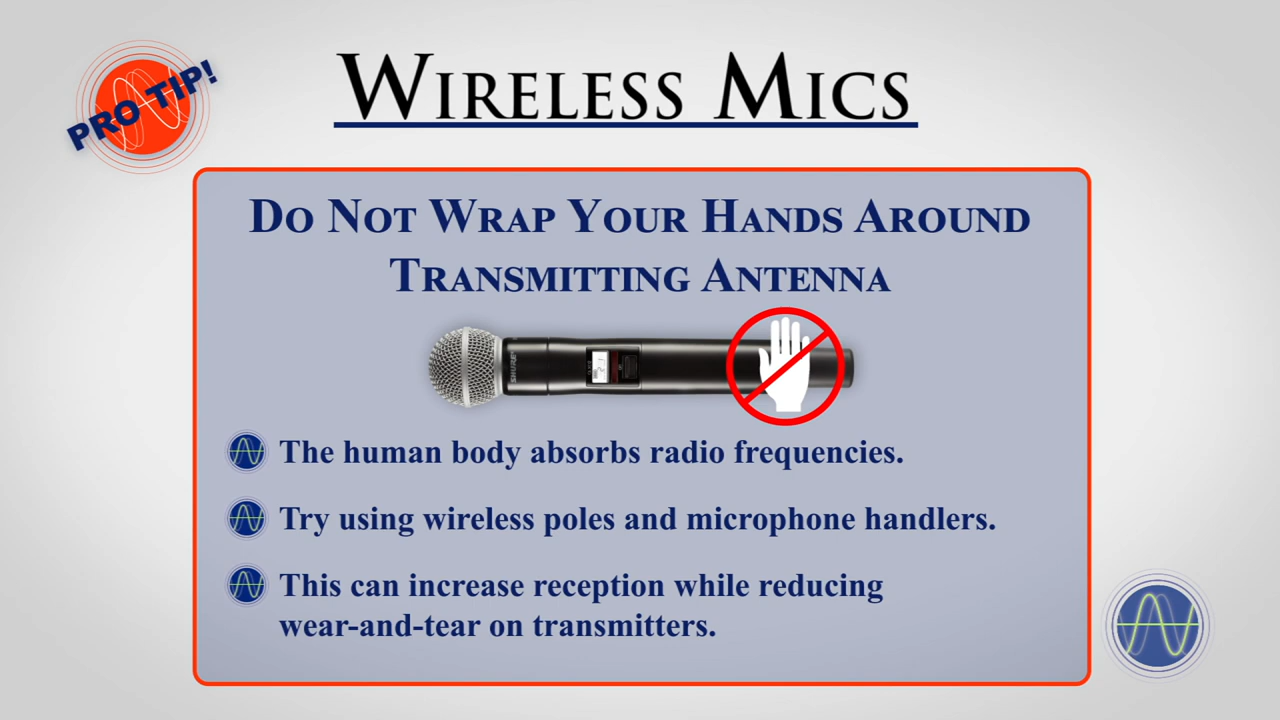 PRO TIP!
Wireless Mics
Do Not Wrap Your Hands Around
Transmitting Antenna
SHURE
The human body absorbs radio frequencies.
Try using wireless poles and microphone handlers.
This can increase reception while reducing
wear-and-tear on transmitters.